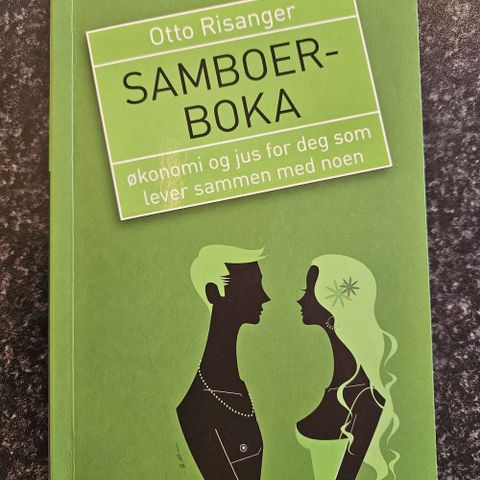 Otto Risanger
SAMBOER-
BOKA
økonomi og jus for deg som
lever sammen med noen